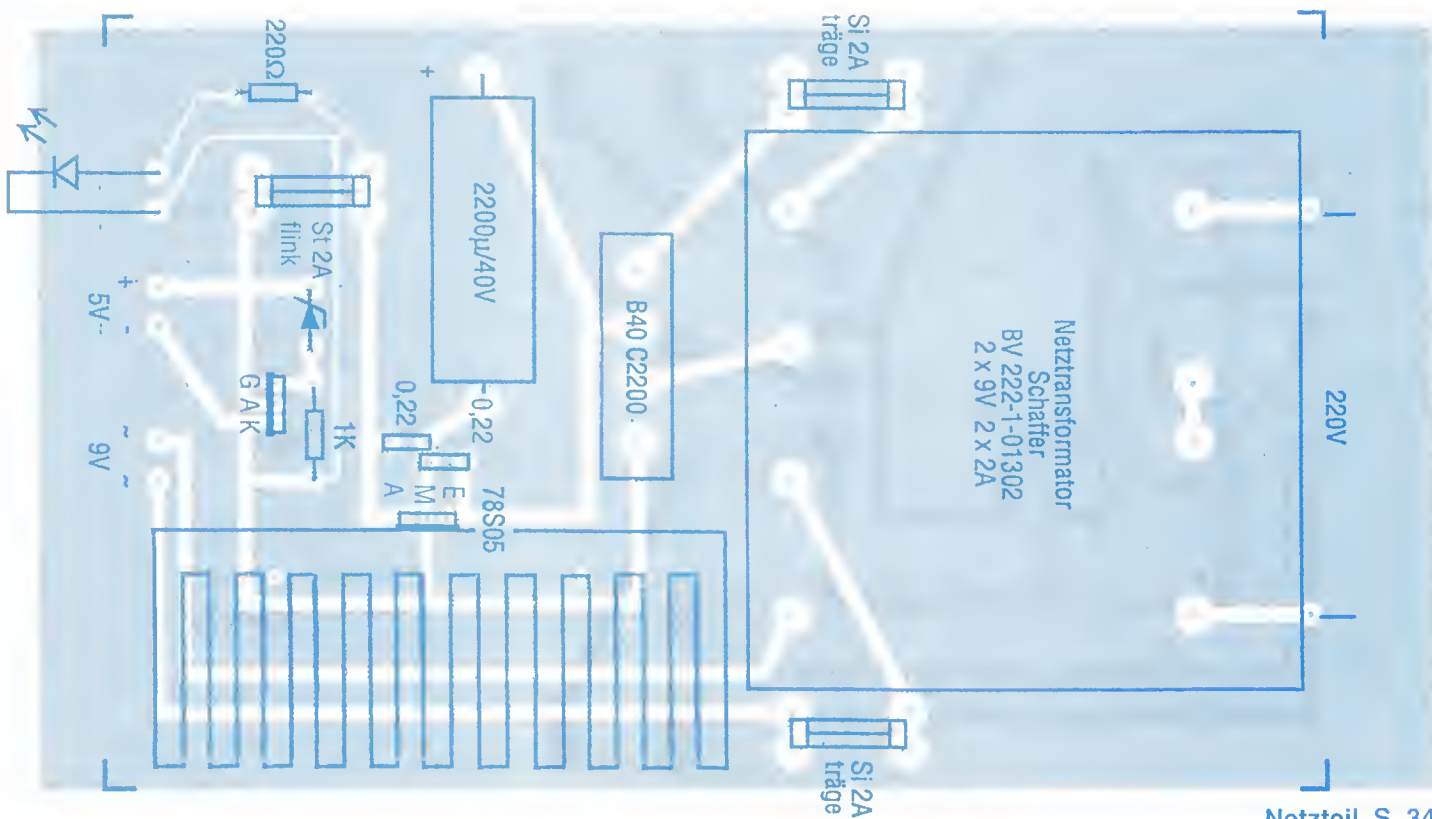 220Ω
+
2200µ/40V
Si 2A
träge
St 2A
flink
+
5V--
-
G A K
1K
~
9V
~
0,22
0,22
E
M
A
78S05
B40 C2200
Netztransformator
Schaffer
BV 222-1-01302
2 x 9V 2 x 2A
220V
Si 2A
träge
Netzteil S. 34